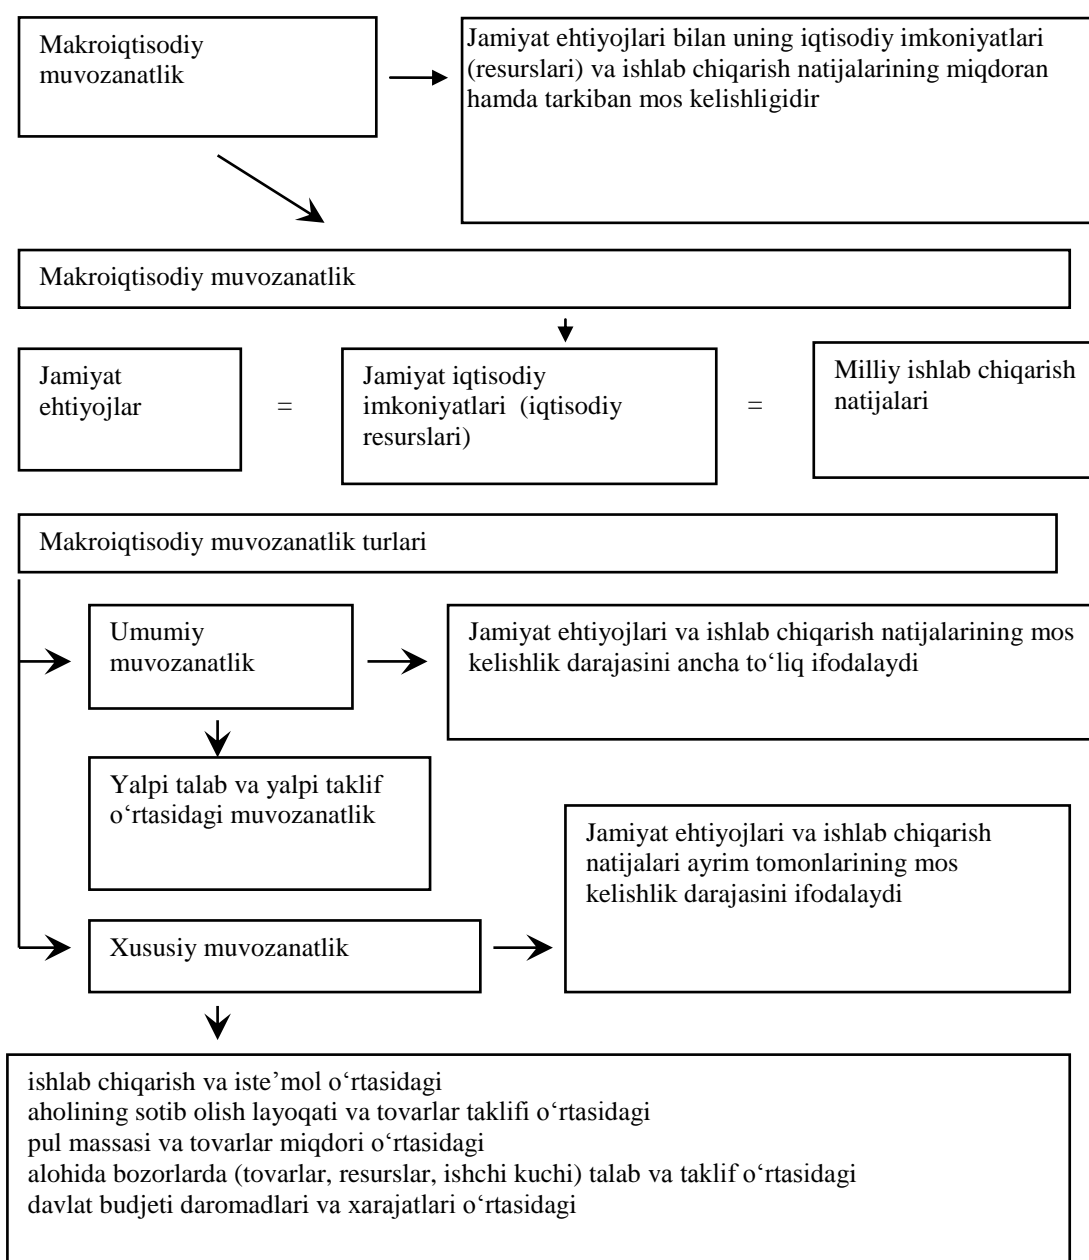 Makroiqtisodiy
muvozanatlik
Jamiyat ehtiyojlari bilan uning iqtisodiy imkoniyatlari
(resurslari) va ishlab chiqarish natijalarining miqdoran
hamda tarkiban mos kelishligidir
Makroiqtisodiy muvozanatlik
Jamiyat
ehtiyojlar
=
Jamiyat iqtisodiy
imkoniyatlari (iqtisodiy
resurslari)
=
Milliy ishlab chiqarish
natijalari
Makroiqtisodiy muvozanatlik turlari
Umumiy
muvozanatlik
Jamiyat ehtiyojlari va ishlab chiqarish natijalarining mos
kelishlik darajasini ancha to‘liq ifodalaydi
Yalpi talab va yalpi taklif
o‘rtasidagi muvozanatlik
Jamiyat ehtiyojlari va ishlab chiqarish
natijalari ayrim tomonlarining mos
kelishlik darajasini ifodalaydi
Xususiy muvozanatlik
ishlab chiqarish va iste’mol o‘rtasidagi
aholining sotib olish layoqati va tovarlar taklifi o‘rtasidagi
pul massasi va tovarlar miqdori o‘rtasidagi
alohida bozorlarda (tovarlar, resurslar, ishchi kuchi) talab va taklif o‘rtasidagi
davlat budjeti daromadlari va xarajatlari o‘rtasidagi